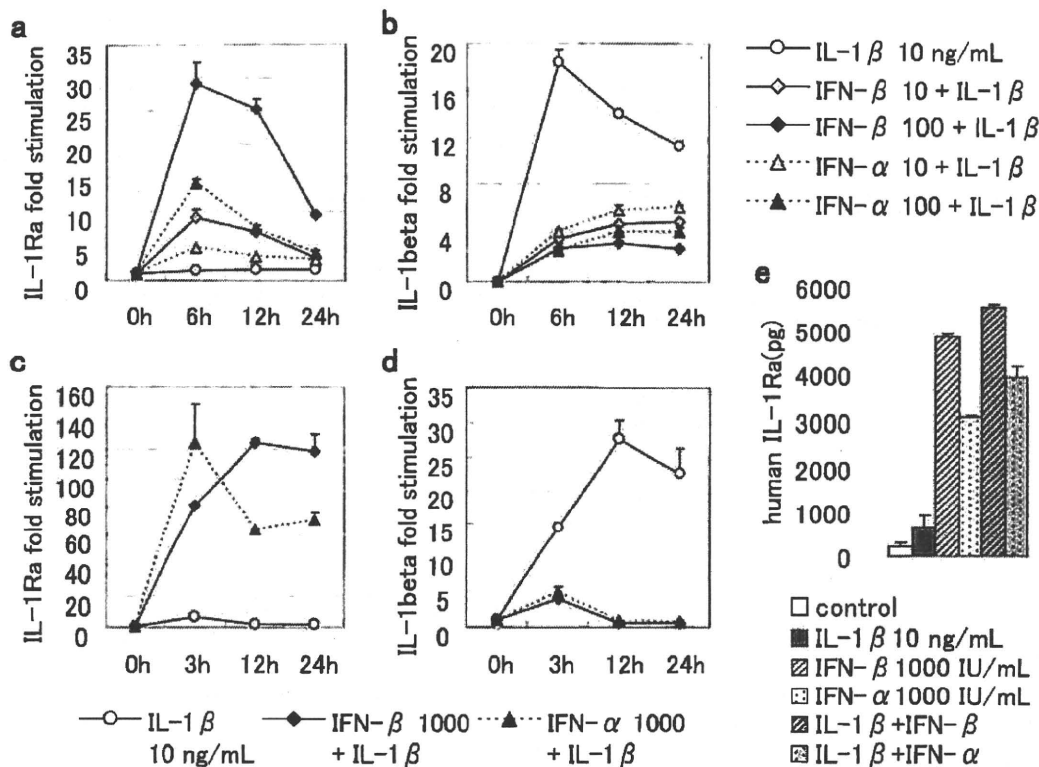 a
IL-1Ra fold stimulation
35
30
25
20
15
10
5
0
0h 6h 12h 24h
b
IL-1beta fold stimulation
20
16
12
8
4
0
0h 6h 12h 24h
IL-1β 10 ng/mL
IFN-β 10 + IL-1β
IFN-β 100 + IL-1β
IFN-α 10 + IL-1β
IFN-α 100 + IL-1β
c
IL-1Ra fold stimulation
160
140
120
100
80
60
40
20
0
0h 3h 12h 24h
d
IL-1beta fold stimulation
35
30
25
20
15
10
5
0
0h 3h 12h 24h
IL-1β
10 ng/mL
IFN-β 1000
+ IL-1β
IFN-α 1000
+ IL-1β
e
human IL-1Ra(pg)
6000
5000
4000
3000
2000
1000
0
control
IL-1β 10 ng/mL
IFN-β 1000 IU/mL
IFN-α 1000 IU/mL
IL-1β+IFN-β
IL-1β+IFN-α